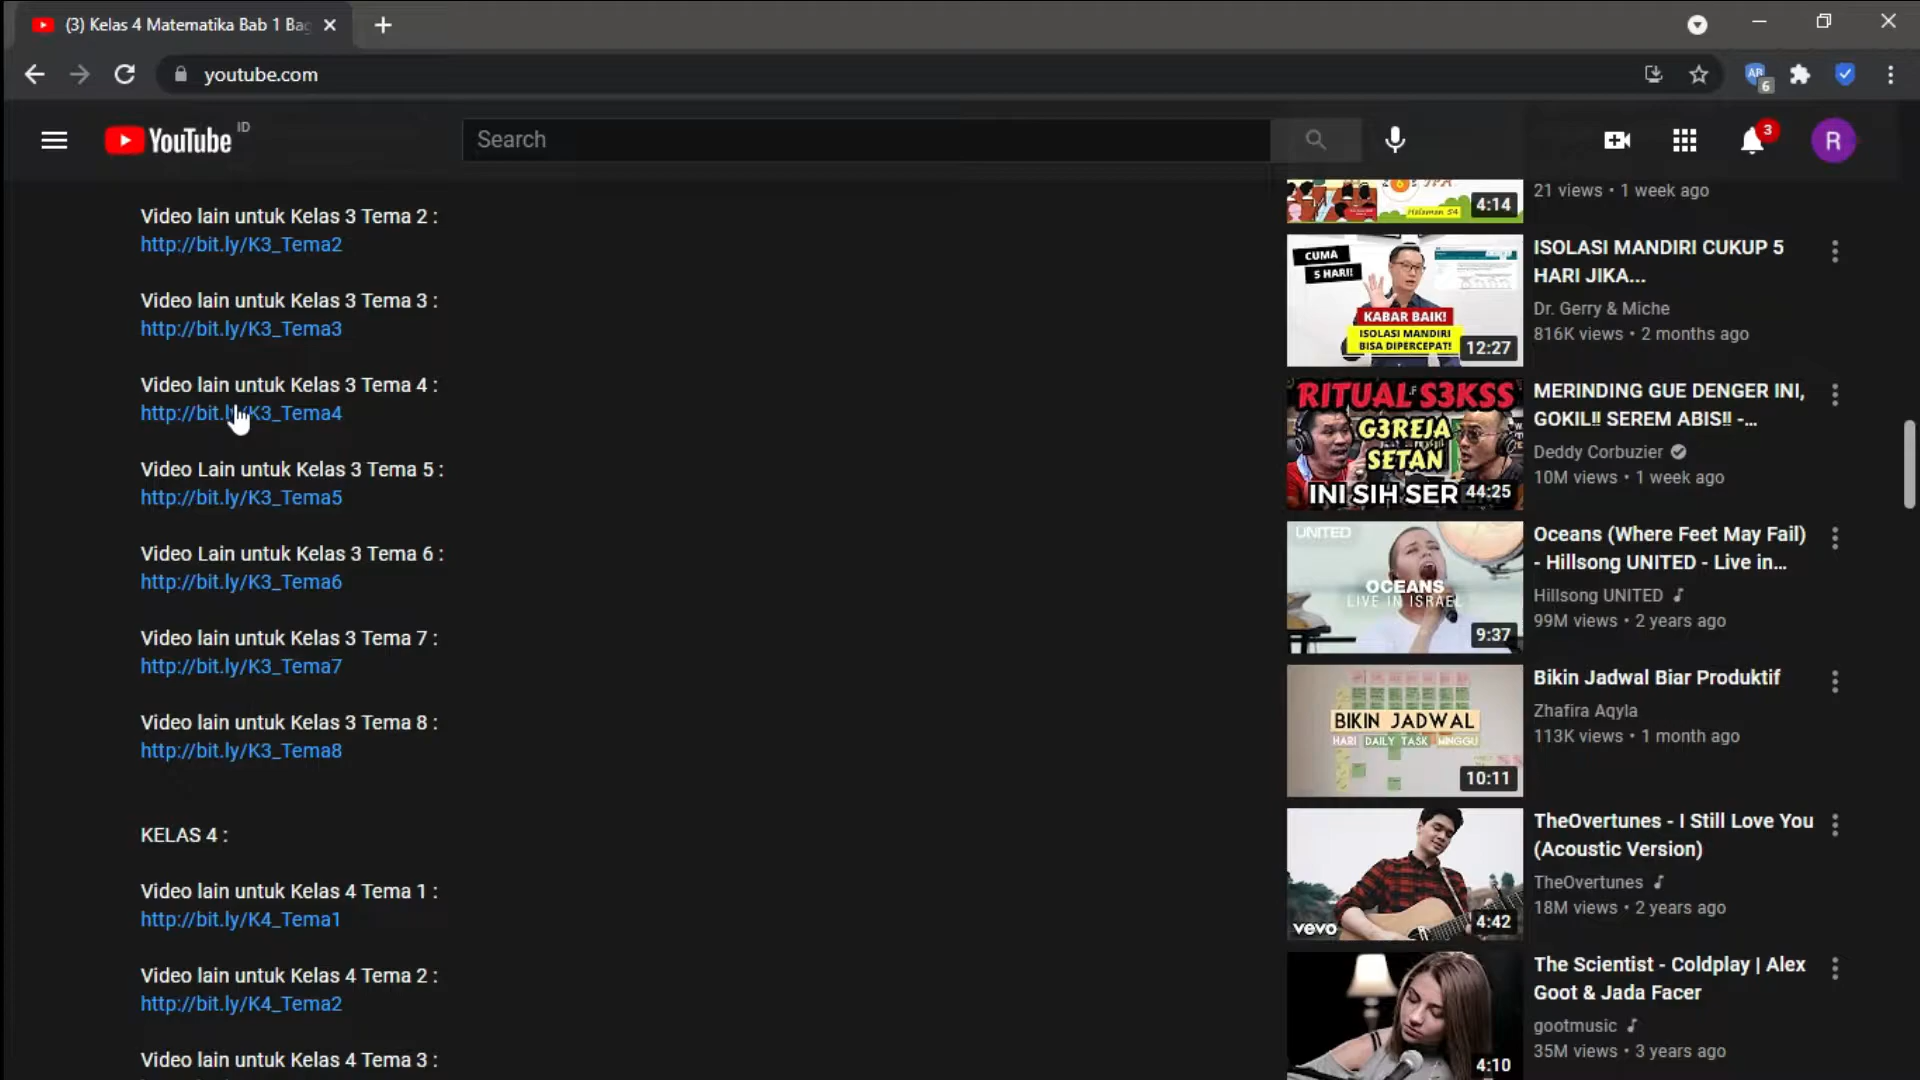 (3) Kelas 4 Matematika Bab 1 Bag
youtube.com
AB
6
YouTube ID
Search
3
R
Video lain untuk Kelas 3 Tema 2 :
http://bit.ly/K3_Tema2
Video lain untuk Kelas 3 Tema 3 :
http://bit.ly/K3_Tema3
Video lain untuk Kelas 3 Tema 4 :
http://bit.ly/K3_Tema4
Video Lain untuk Kelas 3 Tema 5 :
http://bit.ly/K3_Tema5
Video Lain untuk Kelas 3 Tema 6 :
http://bit.ly/K3_Tema6
Video lain untuk Kelas 3 Tema 7 :
http://bit.ly/K3_Tema7
Video lain untuk Kelas 3 Tema 8 :
http://bit.ly/K3_Tema8
KELAS 4 :
Video lain untuk Kelas 4 Tema 1 :
http://bit.ly/K4_Tema1
Video lain untuk Kelas 4 Tema 2 :
http://bit.ly/K4_Tema2
Video lain untuk Kelas 4 Tema 3 :
6
Halaman 54
4:14
21 views • 1 week ago
CUMA
5 HARI!
KABAR BAIK!
ISOLASI MANDIRI
BISA DIPERCEPAT!
12:27
ISOLASI MANDIRI CUKUP 5
HARI JIKA...
Dr. Gerry & Miche
816K views • 2 months ago
RITUAL S3KSS
G3REJA
SETAN
INI SIH SER
44:25
MERINDING GUE DENGER INI,
GOKIL!! SEREM ABIS!! -...
Deddy Corbuzier
10M views • 1 week ago
UNITED
OCEANS
LIVE IN ISRAEL
9:37
Oceans (Where Feet May Fail)
- Hillsong UNITED - Live in...
Hillsong UNITED
99M views • 2 years ago
BIKIN JADWAL
HARI DAILY TASK MINGGU
10:11
Bikin Jadwal Biar Produktif
Zhafira Aqyla
113K views • 1 month ago
vevo
4:42
TheOvertunes - I Still Love You
(Acoustic Version)
TheOvertunes
18M views • 2 years ago
4:10
The Scientist - Coldplay | Alex
Goot & Jada Facer
gootmusic
35M views • 3 years ago